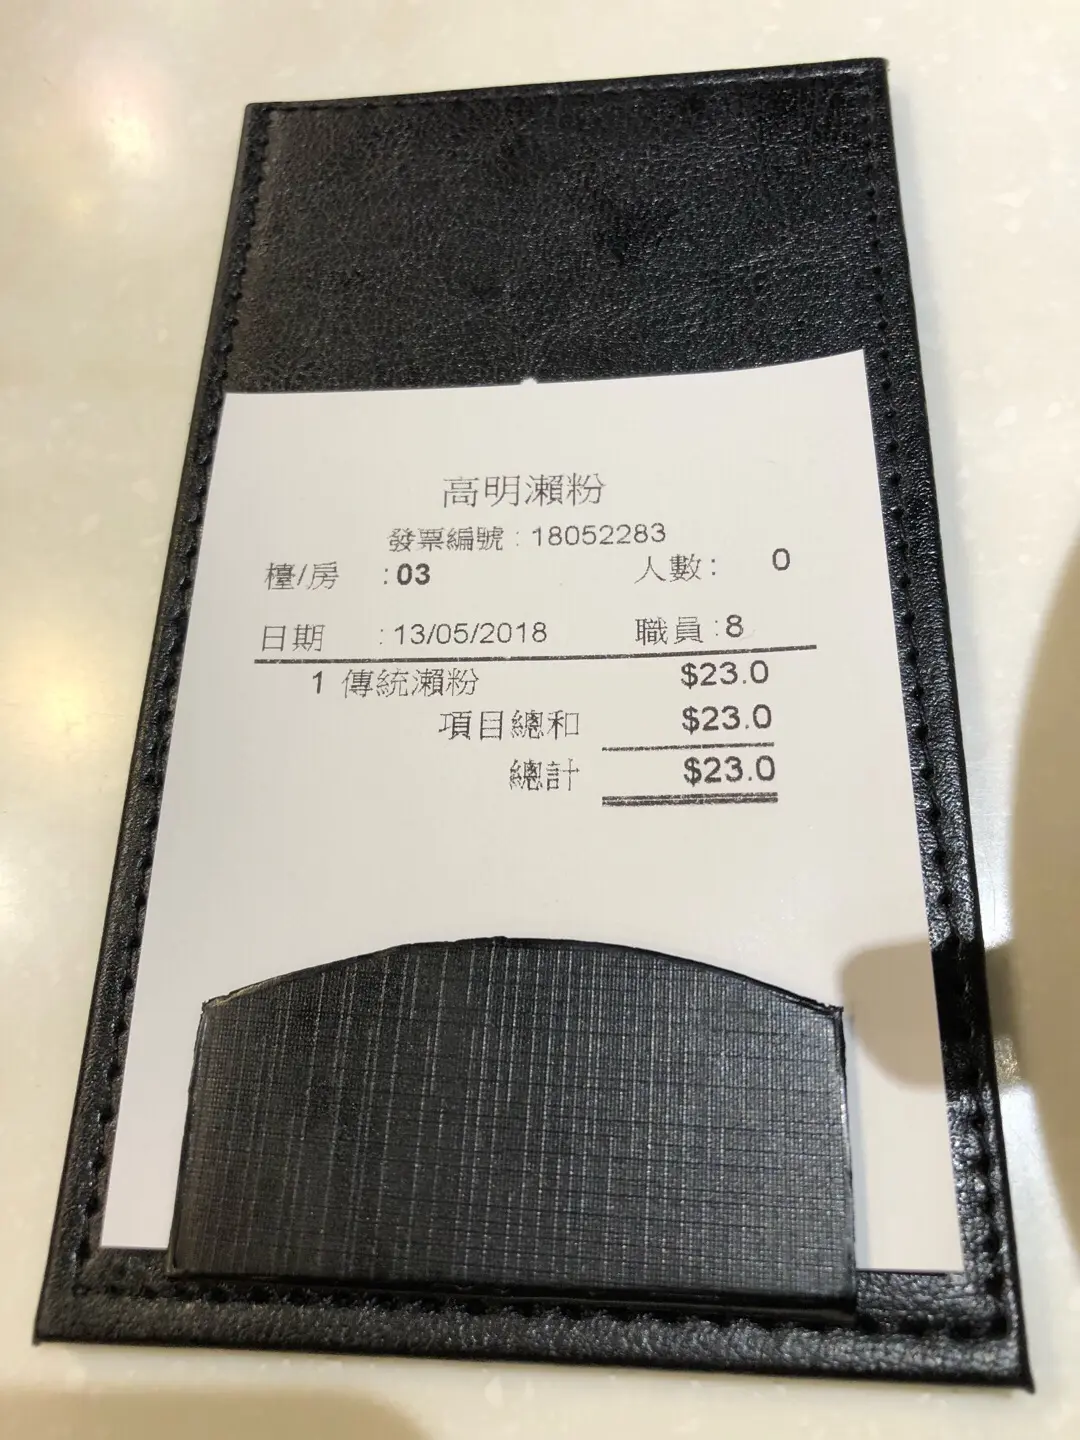 高明瀨粉
發票編號 : 18052283
檯/房 : 03 人數 : 0
日期 : 13/05/2018 職員 : 8
1 傳統瀨粉 $23.0
項目總和 $23.0
總計 $23.0